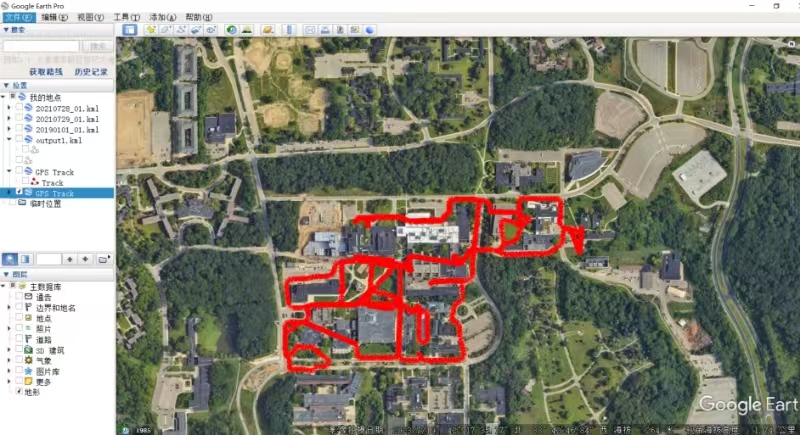 Google Earth Pro
文件(F) 编辑(E) 视图(V) 工具(T) 添加(A) 帮助(H)
▼ 搜索
搜索
获取路线 历史记录
▼ 位置
我的地点
20210728_01.kml
20210729_01.kml
20190101_01.kml
output1.kml
GPS Track
Track
GPS Track
临时位置
▼ 图层
主数据库
通告
边界和地名
地点
照片
道路
3D 建筑
气象
图片库
更多
地形
1985
Google Eart